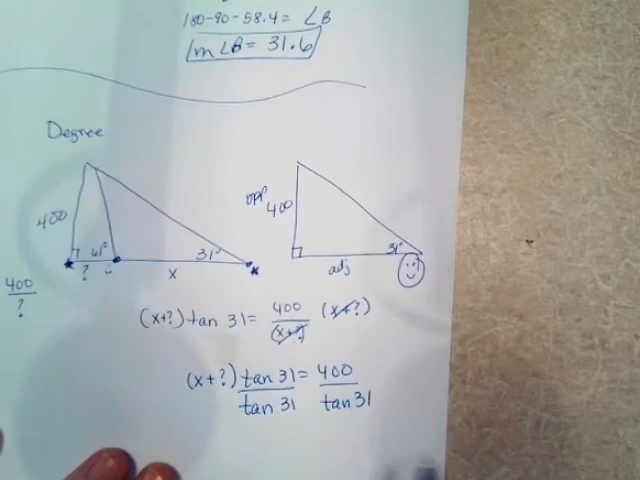 180-90-58.4= ∠B
m∠B= 31.6
Degree
400
61°
31°
?
x
opp
400
31°
adj
400
?
(x+?) tan 31 = 400/(x+?) (x+?)
(x+?) tan 31/tan 31 = 400/tan 31